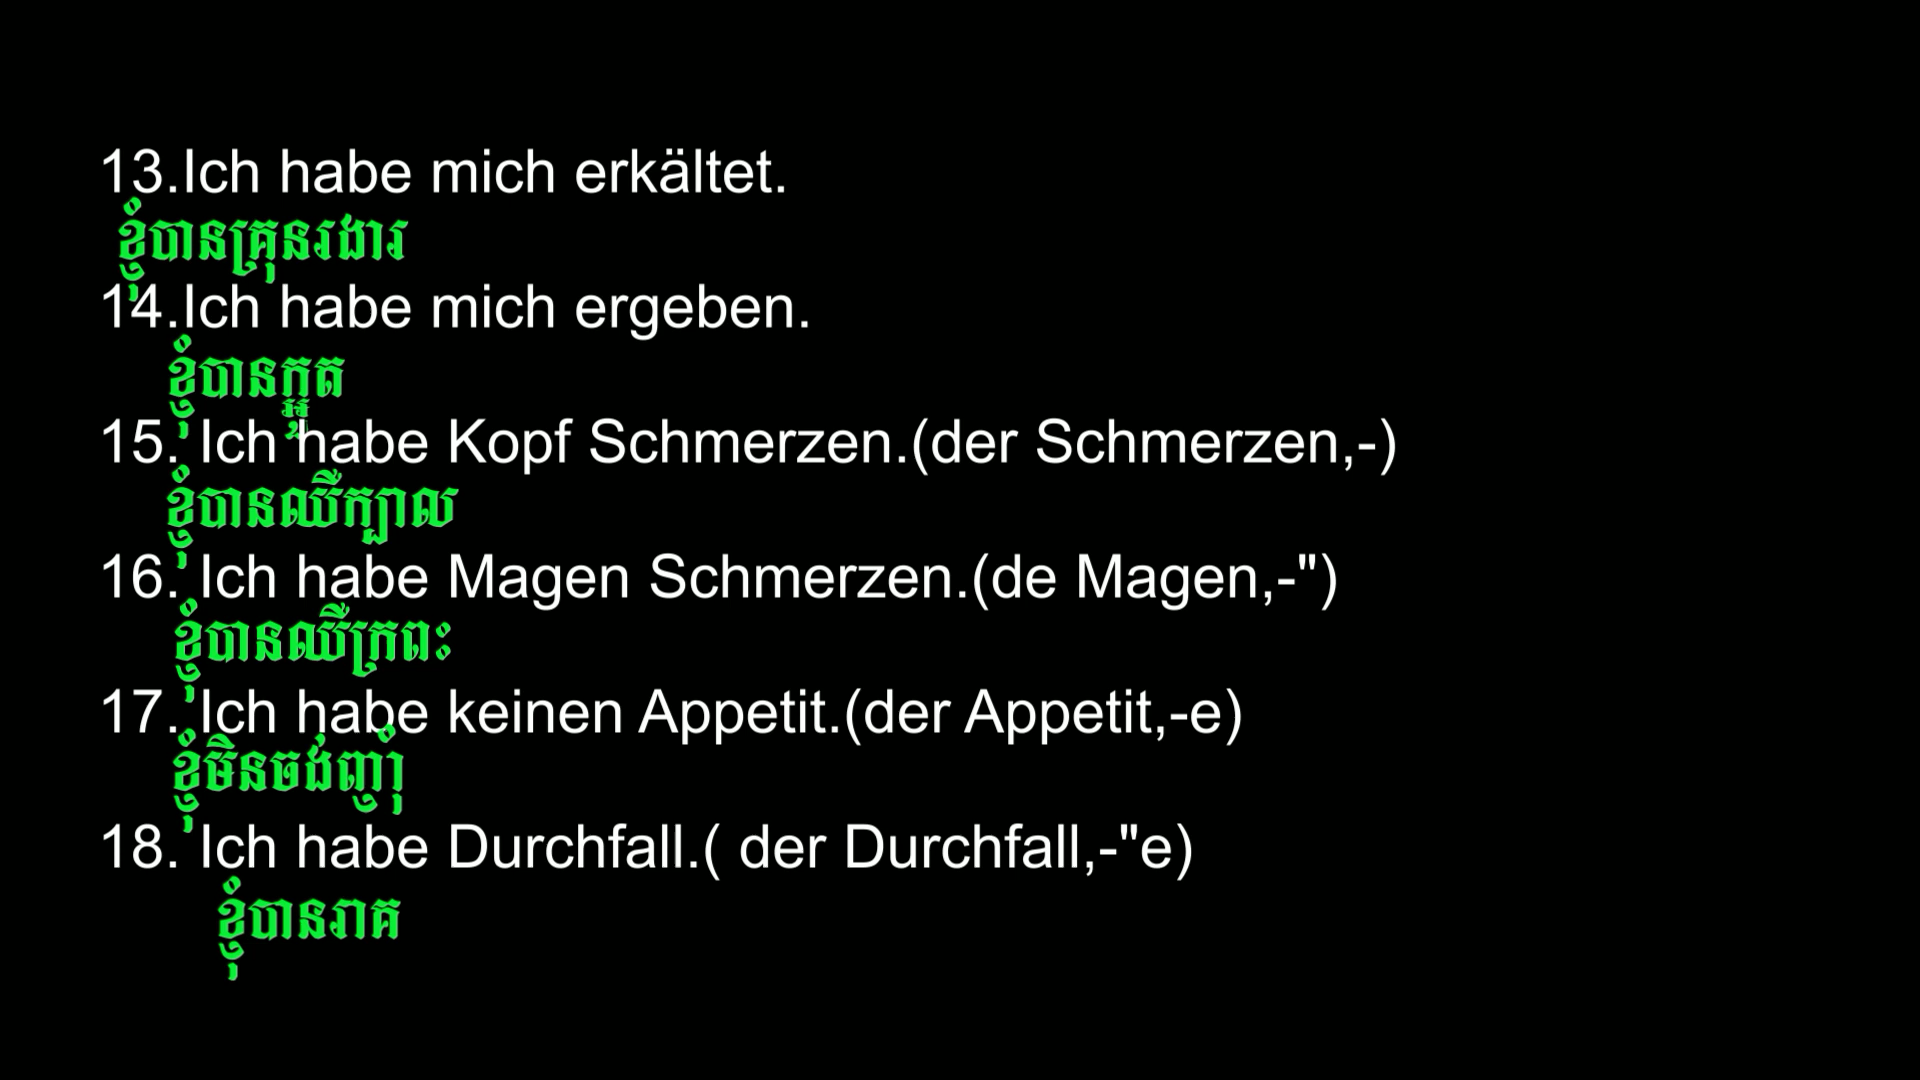 13.Ich habe mich erkältet.
ខ្ញុំបានគ្រុនរងារ
14.Ich habe mich ergeben.
ខ្ញុំបានក្អួត
15. Ich habe Kopf Schmerzen.(der Schmerzen,-)
ខ្ញុំបានឈឺក្បាល
16. Ich habe Magen Schmerzen.(de Magen,-")
ខ្ញុំបានឈឺក្រពះ
17. Ich habe keinen Appetit.(der Appetit,-e)
ខ្ញុំមិនចង់ញ៉ាំ
18. Ich habe Durchfall.( der Durchfall,-"e)
ខ្ញុំបានរាគ